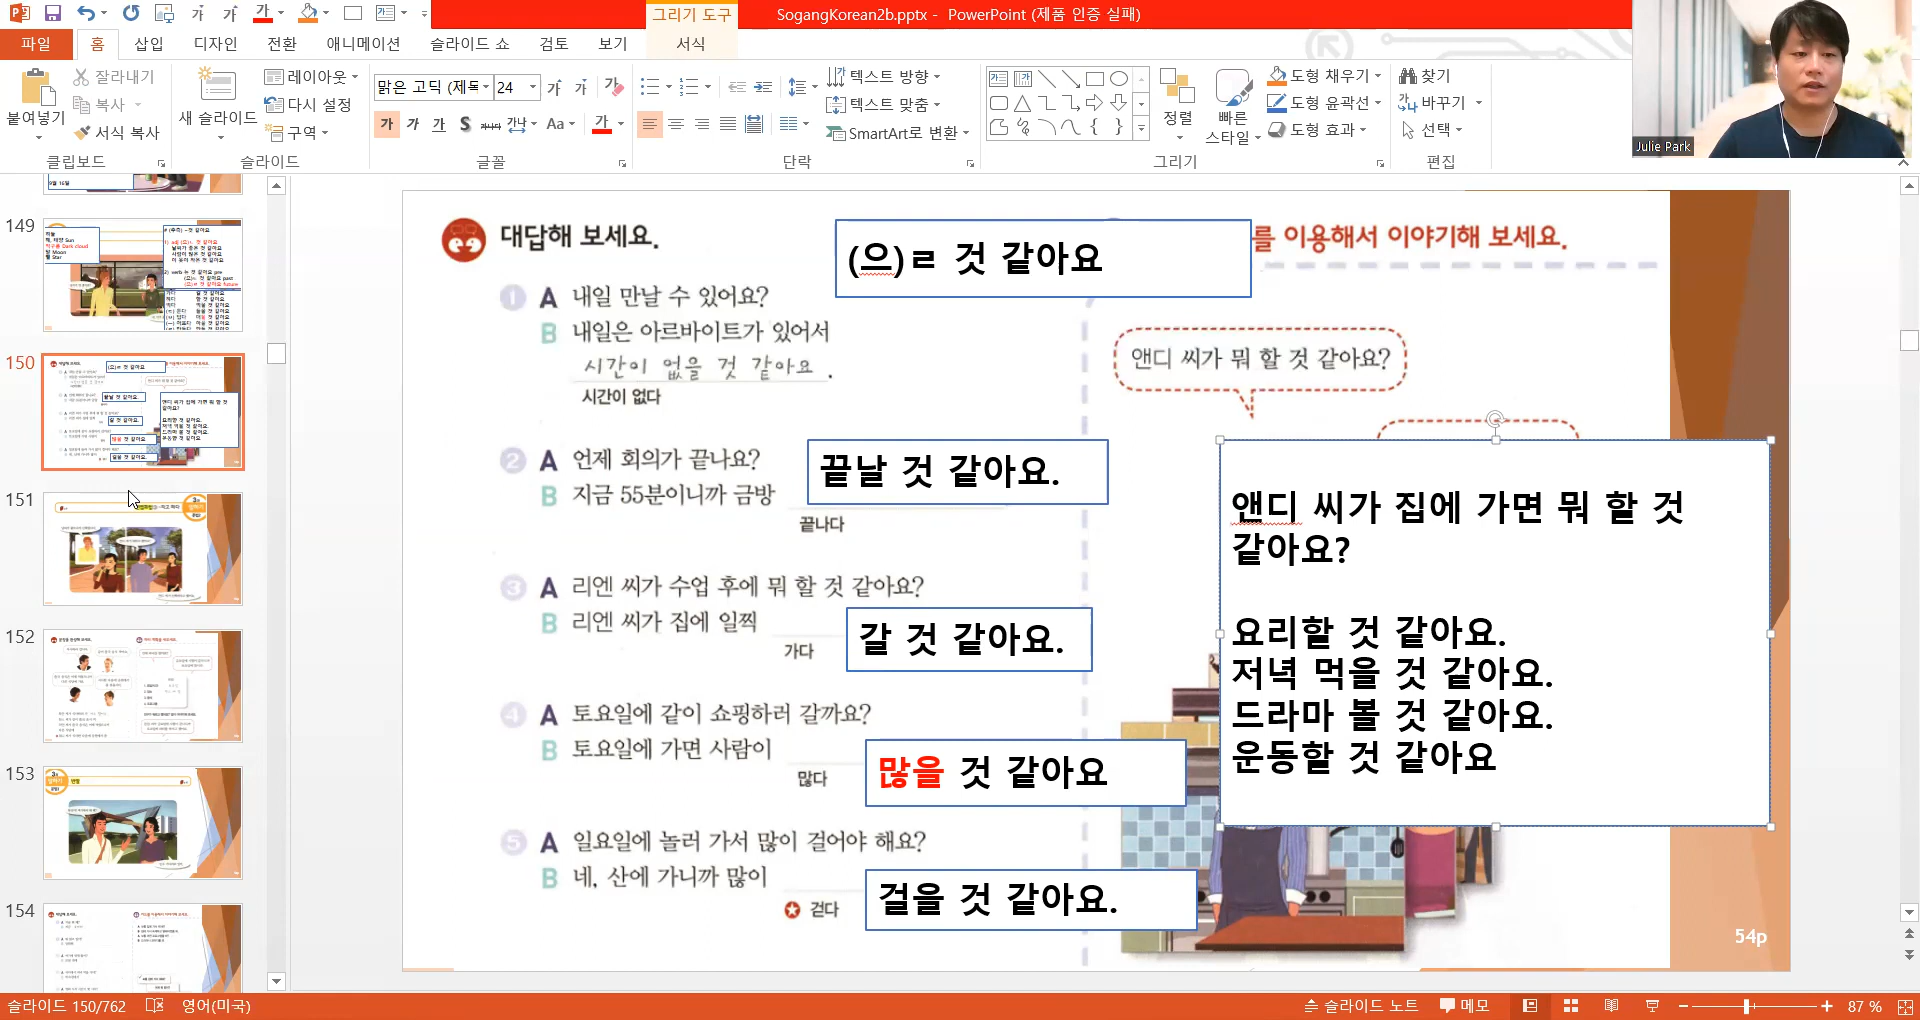 그리기 도구
SogangKorean2b.pptx - PowerPoint (제품 인증 실패)
파일 홈 삽입 디자인 전환 애니메이션 슬라이드 쇼 검토 보기 서식
잘라내기
복사
서식 복사
붙여넣기
클립보드
새 슬라이드
레이아웃
다시 설정
구역
슬라이드
맑은 고딕 (제목 24
글꼴
텍스트 방향
텍스트 맞춤
SmartArt로 변환
단락
정렬
빠른 스타일
도형 채우기
도형 윤곽선
도형 효과
그리기
찾기
바꾸기
선택
편집
Julie Park
149
150
151
152
153
154
대답해 보세요.
(으)ㄹ 것 같아요
를 이용해서 이야기해 보세요.
1 A 내일 만날 수 있어요?
B 내일은 아르바이트가 있어서
시간이 없을 것 같아요.
시간이 없다
2 A 언제 회의가 끝나요?
B 지금 55분이니까 금방
끝날 것 같아요.
끝나다
3 A 리엔 씨가 수업 후에 뭐 할 것 같아요?
B 리엔 씨가 집에 일찍
갈 것 같아요.
가다
4 A 토요일에 같이 쇼핑하러 갈까요?
B 토요일에 가면 사람이
많을 것 같아요
많다
5 A 일요일에 놀러 가서 많이 걸어야 해요?
B 네, 산에 가니까 많이
걸을 것 같아요.
걷다
앤디 씨가 뭐 할 것 같아요?
앤디 씨가 집에 가면 뭐 할 것
같아요?
요리할 것 같아요.
저녁 먹을 것 같아요.
드라마 볼 것 같아요.
운동할 것 같아요
54p
슬라이드 150/762
영어(미국)
슬라이드 노트
메모
87 %